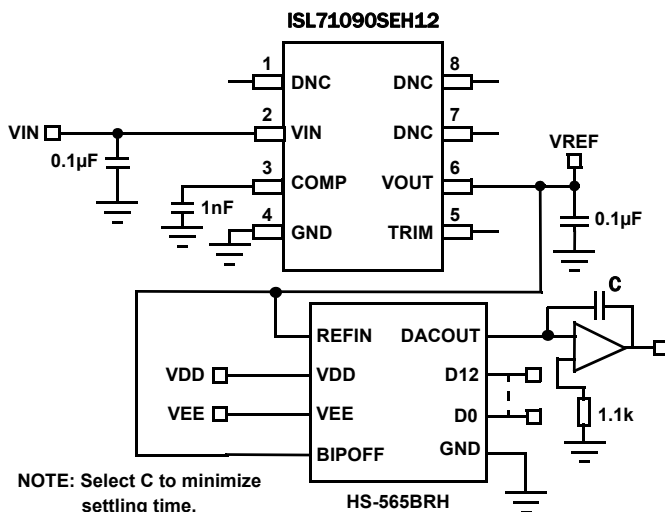 ISL71090SEH12
1 DNC DNC 8
VIN 2 VIN DNC 7
0.1µF
VREF
3 COMP VOUT 6
1nF
0.1µF
4 GND TRIM 5
C
REFIN DACOUT
VDD VDD D12
VEE VEE D0
1.1k
BIPOFF GND
NOTE: Select C to minimize
settling time.
HS-565BRH